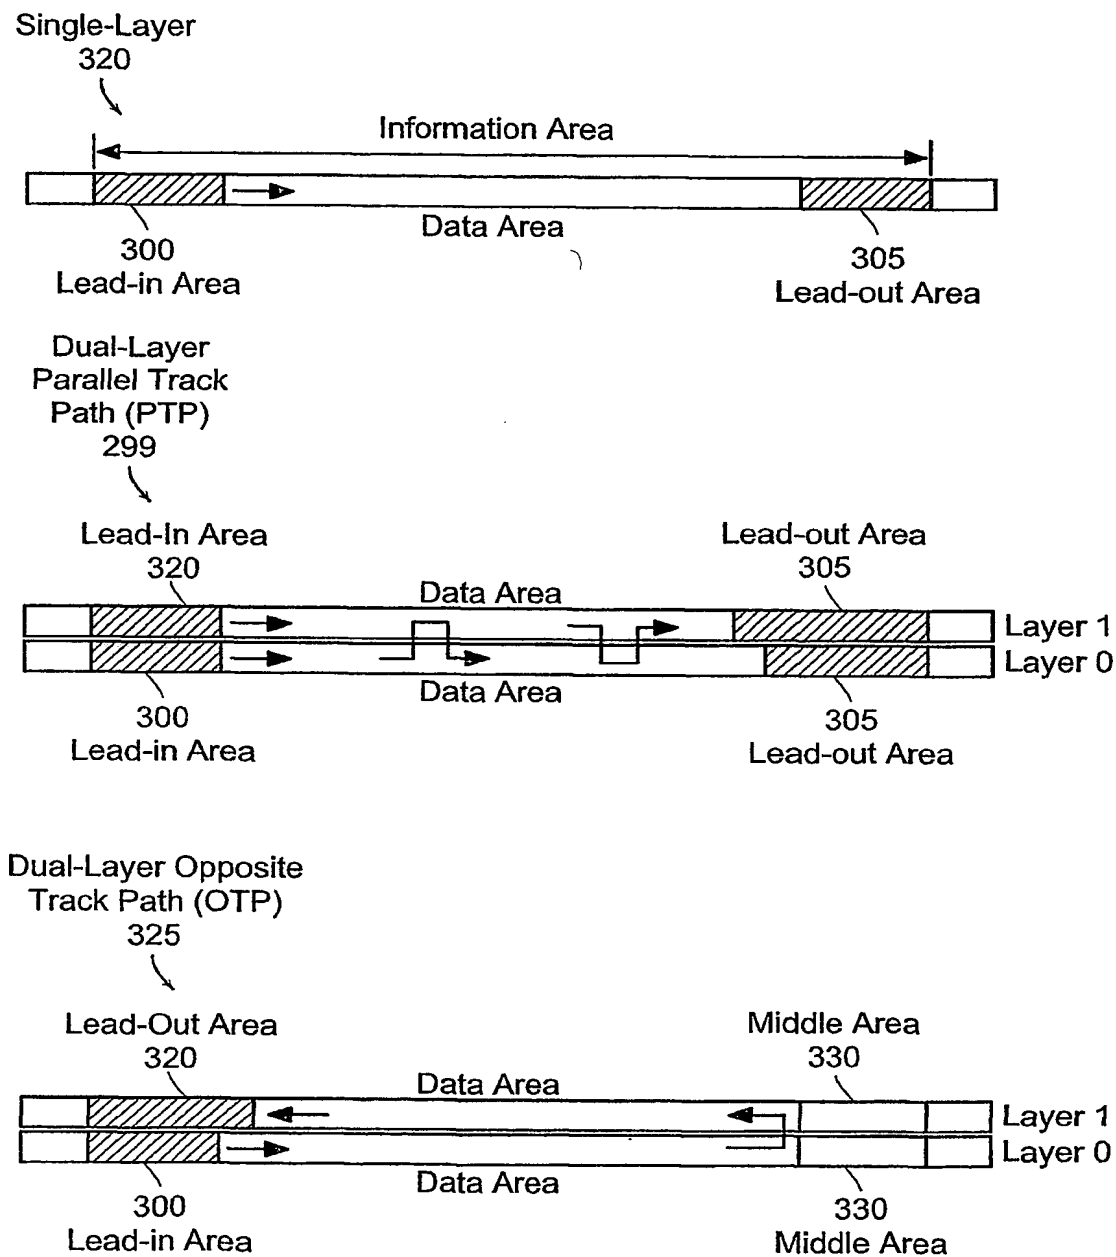 Single-Layer
320
Information Area
Data Area
300
Lead-in Area
305
Lead-out Area
Dual-Layer
Parallel Track
Path (PTP)
299
Lead-In Area
320
Lead-out Area
305
Data Area
Layer 1
Layer 0
Data Area
300
Lead-in Area
305
Lead-out Area
Dual-Layer Opposite
Track Path (OTP)
325
Lead-Out Area
320
Middle Area
330
Data Area
Layer 1
Layer 0
Data Area
300
Lead-in Area
330
Middle Area